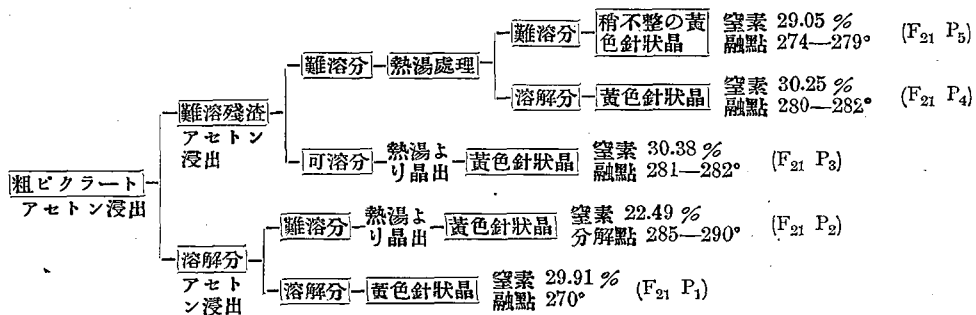 難溶分
稍不整の黃
色針狀晶
窒素 29.05 %
融點 274—279°
(F₂₁ P₅)
難溶分
熱湯處理
溶解分
黃色針狀晶
窒素 30.25 %
融點 280—282°
(F₂₁ P₄)
難溶殘渣
アセトン
浸出
可溶分
熱湯よ
り晶出
黃色針狀晶
窒素 30.38 %
融點 281—282°
(F₂₁ P₃)
粗ピクラート
アセトン浸出
難溶分
熱湯よ
り晶出
黃色針狀晶
窒素 22.49 %
分解點 285—290°
(F₂₁ P₂)
溶解分
アセト
ン浸出
溶解分
黃色針狀晶
窒素 29.91 %
融點 270°
(F₂₁ P₁)